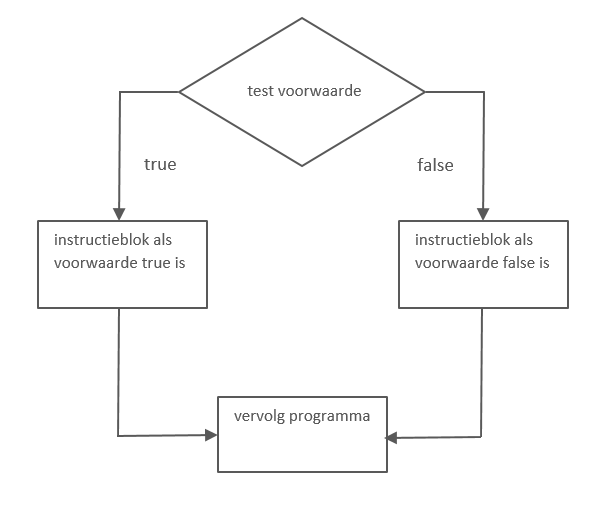 test voorwaarde
true
false
instructieblok als
voorwaarde true is
instructieblok als
voorwaarde false is
vervolg programma